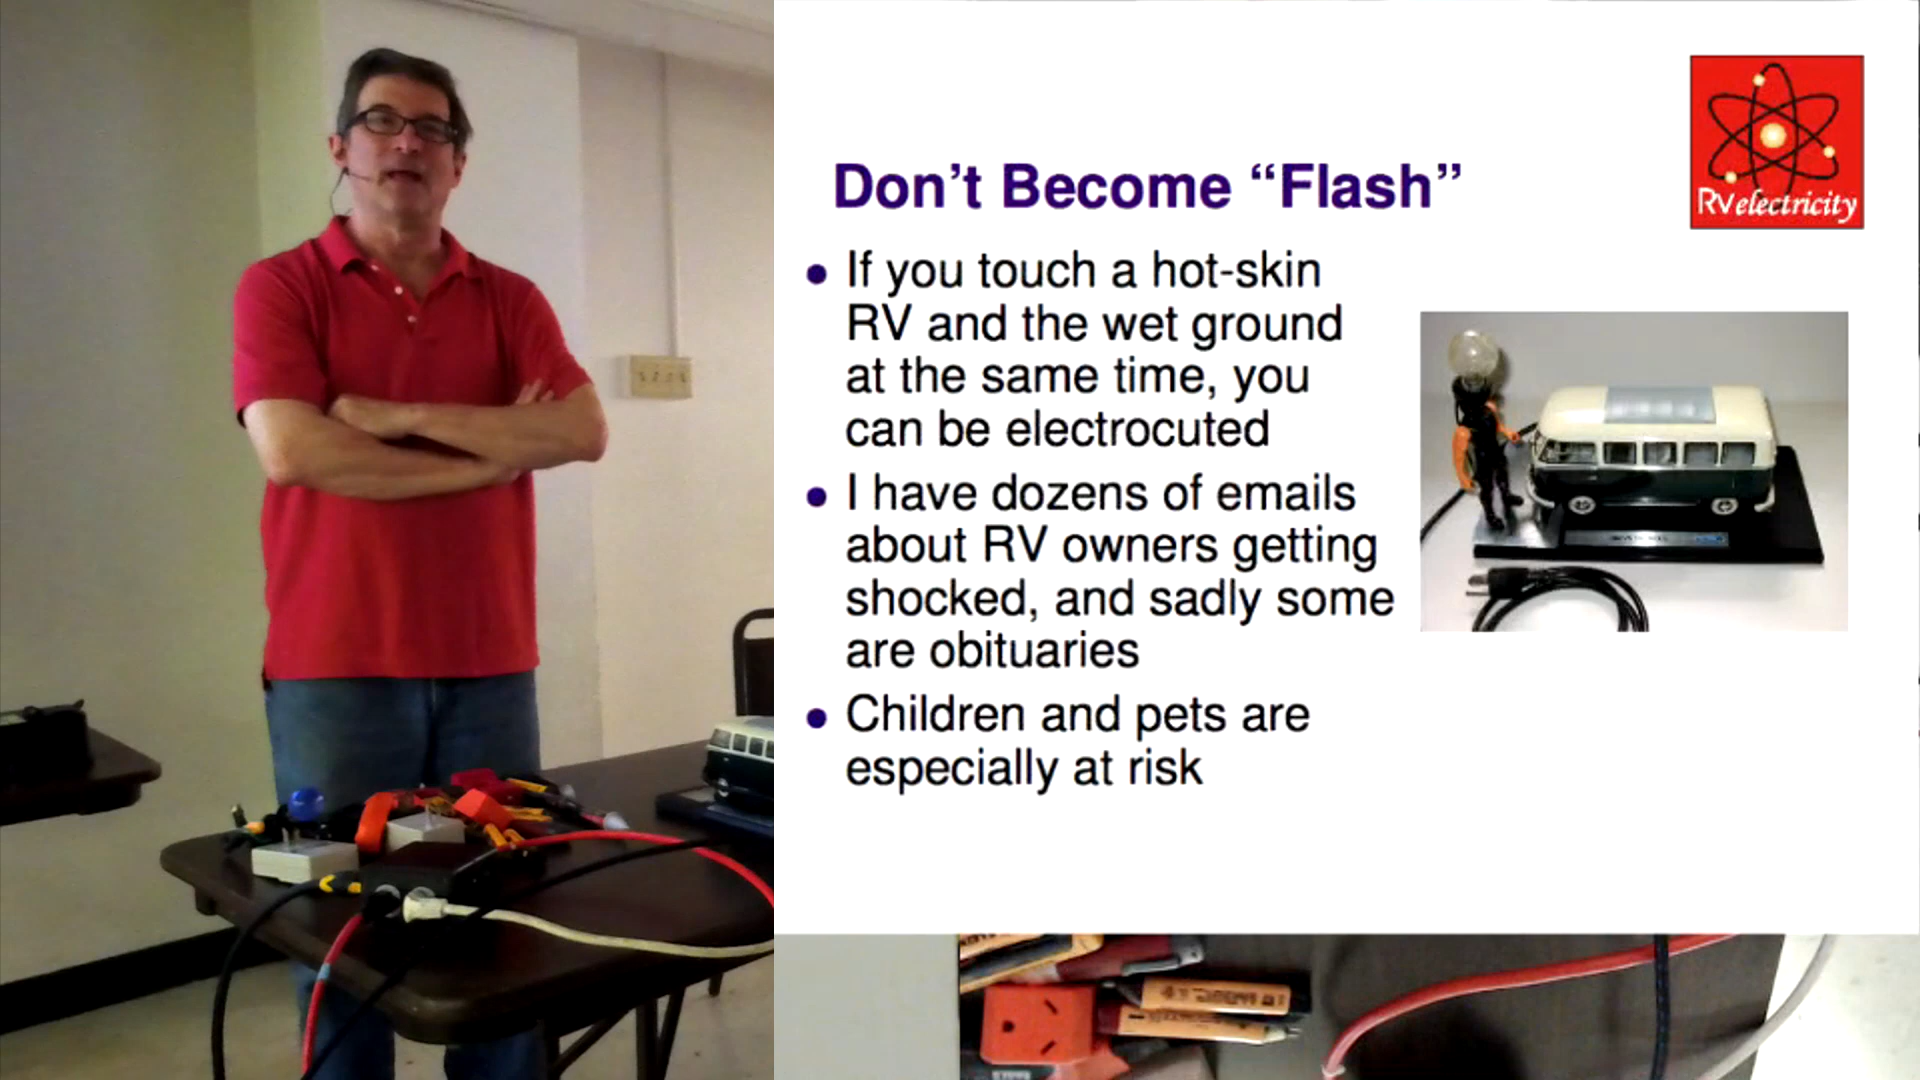 RVelectricity
Don't Become “Flash”
• If you touch a hot-skin
RV and the wet ground
at the same time, you
can be electrocuted
• I have dozens of emails
about RV owners getting
shocked, and sadly some
are obituaries
• Children and pets are
especially at risk